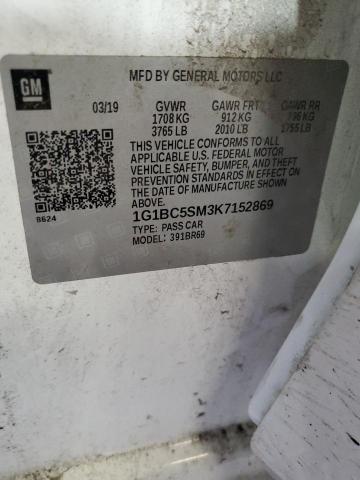 GM
MFD BY GENERAL MOTORS LLC
03/19 GVWR GAWR FRT GAWR RR
1708 KG 912 KG 796 KG
3765 LB 2010 LB 1755 LB
THIS VEHICLE CONFORMS TO ALL
APPLICABLE U.S. FEDERAL MOTOR
VEHICLE SAFETY, BUMPER, AND THEFT
PREVENTION STANDARDS IN EFFECT ON
THE DATE OF MANUFACTURE SHOWN
ABOVE.
8624
1G1BC5SM3K7152869
TYPE: PASS CAR
MODEL: 391BR69